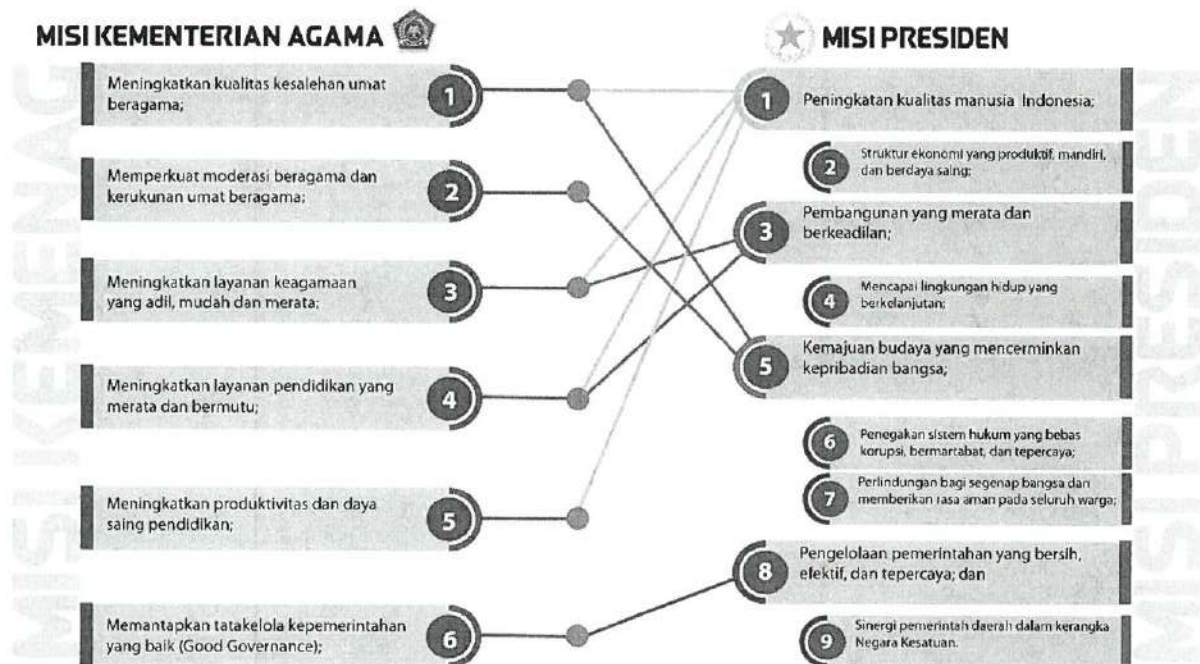 MISI KEMENTERIAN AGAMA
MISI KEMENAG
1
Meningkatkan kualitas kesalehan umat
beragama;
2
Memperkuat moderasi beragama dan
kerukunan umat beragama;
3
Meningkatkan layanan keagamaan
yang adil, mudah dan merata;
4
Meningkatkan layanan pendidikan yang
merata dan bermutu;
5
Meningkatkan produktivitas dan daya
saing pendidikan;
6
Memantapkan tatakelola kepemerintahan
yang baik (Good Governance);
MISI PRESIDEN
1
Peningkatan kualitas manusia Indonesia;
2
Struktur ekonomi yang produktif, mandiri,
dan berdaya saing;
3
Pembangunan yang merata dan
berkeadilan;
4
Mencapai lingkungan hidup yang
berkelanjutan;
5
Kemajuan budaya yang mencerminkan
kepribadian bangsa;
6
Penegakan sistem hukum yang bebas
korupsi, bermartabat, dan tepercaya;
7
Perlindungan bagi segenap bangsa dan
memberikan rasa aman pada seluruh warga;
8
Pengelolaan pemerintahan yang bersih,
efektif, dan tepercaya; dan
9
Sinergi pemerintah daerah dalam kerangka
Negara Kesatuan.
MISI PRESIDEN